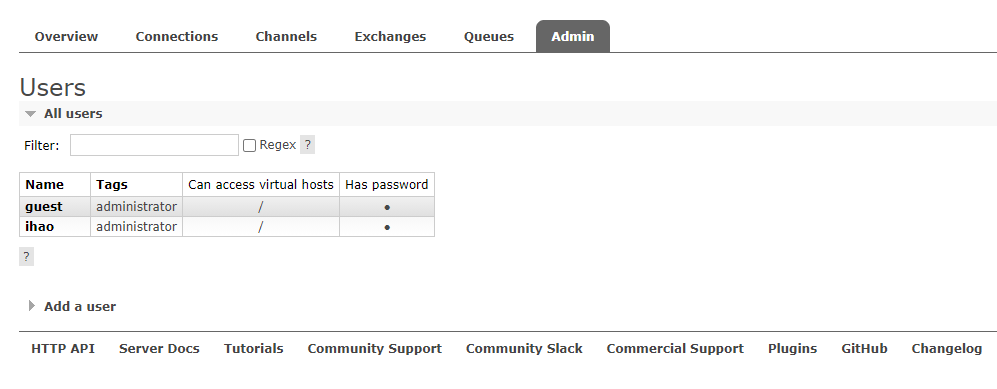 Overview Connections Channels Exchanges Queues Admin
Users
All users
Filter: Regex ?
Name Tags Can access virtual hosts Has password
guest administrator / •
ihao administrator / •
?
Add a user
HTTP API Server Docs Tutorials Community Support Community Slack Commercial Support Plugins GitHub Changelog